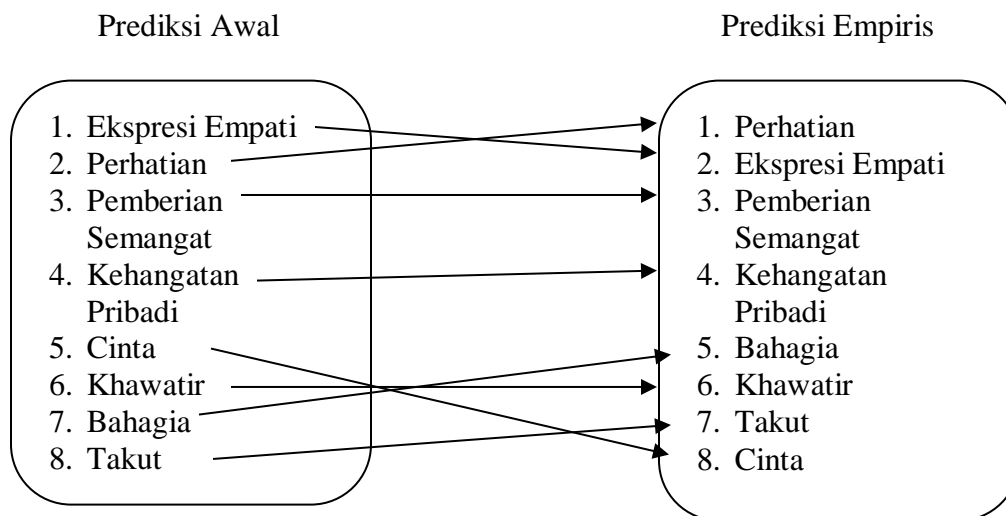 Prediksi Awal
Prediksi Empiris
1. Ekspresi Empati
2. Perhatian
3. Pemberian
Semangat
4. Kehangatan
Pribadi
5. Cinta
6. Khawatir
7. Bahagia
8. Takut
1. Perhatian
2. Ekspresi Empati
3. Pemberian
Semangat
4. Kehangatan
Pribadi
5. Bahagia
6. Khawatir
7. Takut
8. Cinta